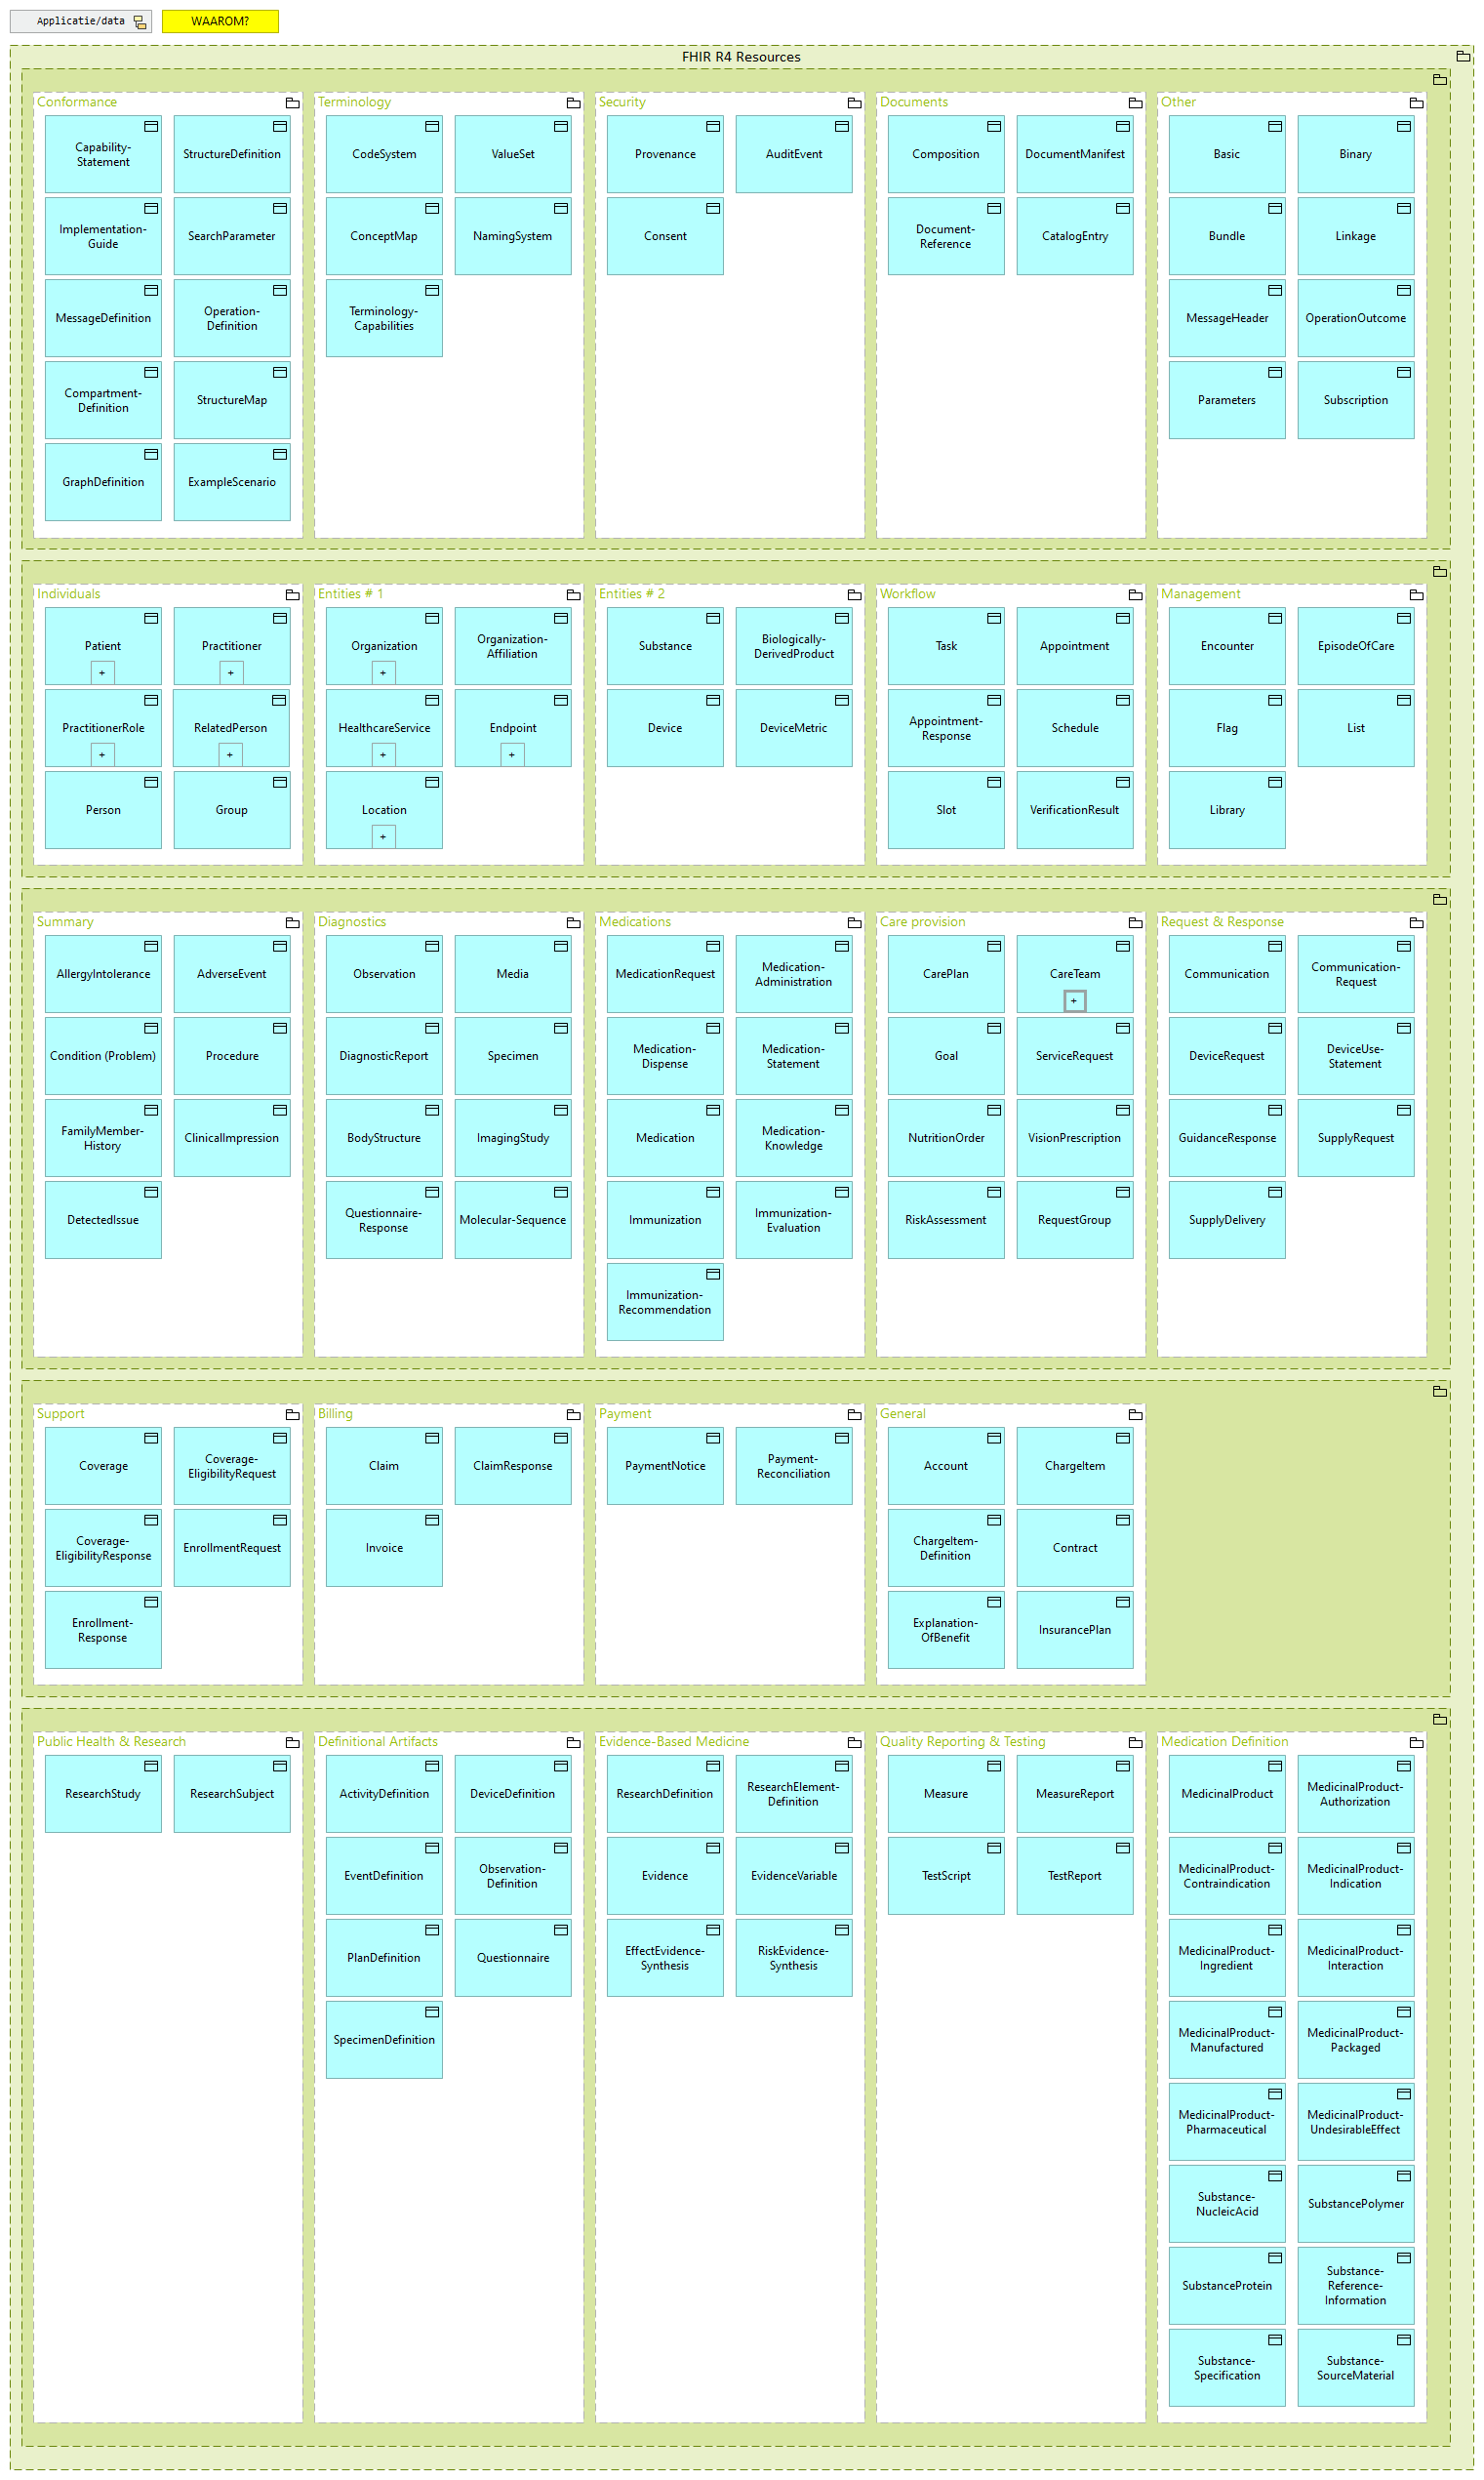 Applicatie/data
WAAROM?
FHIR R4 Resources
Conformance
Capability-
Statement
StructureDefinition
Implementation-
Guide
SearchParameter
MessageDefinition
Operation-
Definition
Compartment-
Definition
StructureMap
GraphDefinition
ExampleScenario
Terminology
CodeSystem
ValueSet
ConceptMap
NamingSystem
Terminology-
Capabilities
Security
Provenance
AuditEvent
Consent
Documents
Composition
DocumentManifest
Document-
Reference
CatalogEntry
Other
Basic
Binary
Bundle
Linkage
MessageHeader
OperationOutcome
Parameters
Subscription
Individuals
Patient
+
Practitioner
+
PractitionerRole
+
RelatedPerson
+
Person
Group
Entities # 1
Organization
+
Organization-
Affiliation
HealthcareService
+
Endpoint
+
Location
+
Entities # 2
Substance
Biologically-
DerivedProduct
Device
DeviceMetric
Workflow
Task
Appointment
Appointment-
Response
Schedule
Slot
VerificationResult
Management
Encounter
EpisodeOfCare
Flag
List
Library
Summary
AllergyIntolerance
AdverseEvent
Condition (Problem)
Procedure
FamilyMember-
History
ClinicalImpression
DetectedIssue
Diagnostics
Observation
Media
DiagnosticReport
Specimen
BodyStructure
ImagingStudy
Questionnaire-
Response
Molecular-Sequence
Medications
MedicationRequest
Medication-
Administration
Medication-
Dispense
Medication-
Statement
Medication
Medication-
Knowledge
Immunization
Immunization-
Evaluation
Immunization-
Recommendation
Care provision
CarePlan
CareTeam
+
Goal
ServiceRequest
NutritionOrder
VisionPrescription
RiskAssessment
RequestGroup
Request & Response
Communication
Communication-
Request
DeviceRequest
DeviceUse-
Statement
GuidanceResponse
SupplyRequest
SupplyDelivery
Support
Coverage
Coverage-
EligibilityRequest
Coverage-
EligibilityResponse
EnrollmentRequest
Enrollment-
Response
Billing
Claim
ClaimResponse
Invoice
Payment
PaymentNotice
Payment-
Reconciliation
General
Account
ChargeItem
ChargeItem-
Definition
Contract
Explanation-
OfBenefit
InsurancePlan
Public Health & Research
ResearchStudy
ResearchSubject
Definitional Artifacts
ActivityDefinition
DeviceDefinition
EventDefinition
Observation-
Definition
PlanDefinition
Questionnaire
SpecimenDefinition
Evidence-Based Medicine
ResearchDefinition
ResearchElement-
Definition
Evidence
EvidenceVariable
EffectEvidence-
Synthesis
RiskEvidence-
Synthesis
Quality Reporting & Testing
Measure
MeasureReport
TestScript
TestReport
Medication Definition
MedicinalProduct
MedicinalProduct-
Authorization
MedicinalProduct-
Contraindication
MedicinalProduct-
Indication
MedicinalProduct-
Ingredient
MedicinalProduct-
Interaction
MedicinalProduct-
Manufactured
MedicinalProduct-
Packaged
MedicinalProduct-
Pharmaceutical
MedicinalProduct-
UndesirableEffect
Substance-
NucleicAcid
SubstancePolymer
SubstanceProtein
Substance-
Reference-
Information
Substance-
Specification
Substance-
SourceMaterial